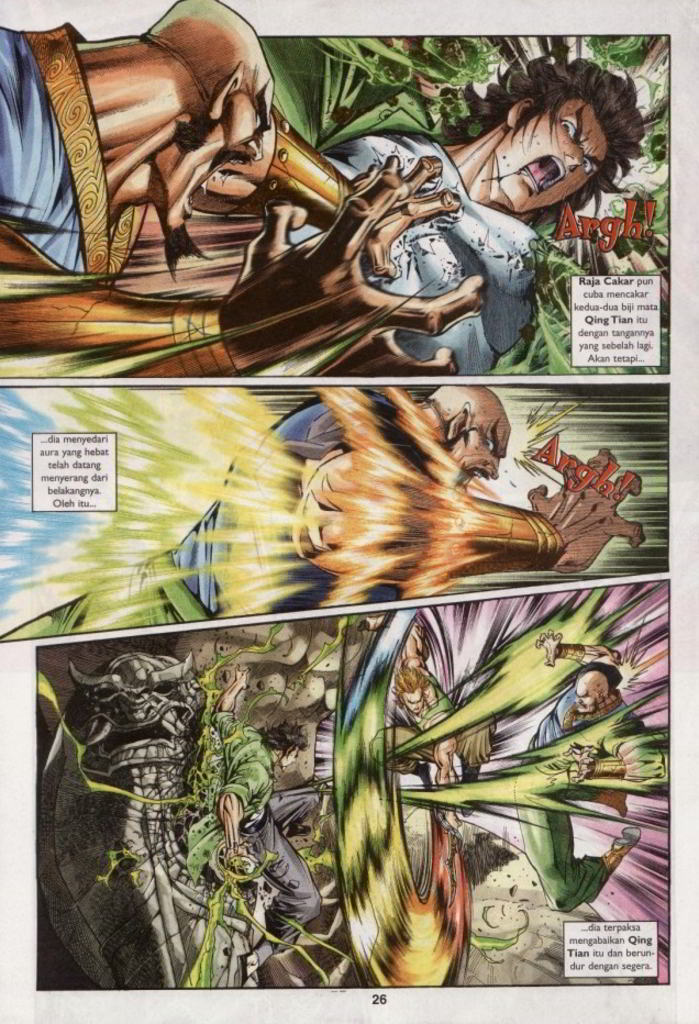 Argh!
Raja Cakar pun
cuba mencakar
kedua-dua biji mata
Qing Tian itu
dengan tangannya
yang sebelah lagi.
Akan tetapi...
...dia menyedari
aura yang hebat
telah datang
menyerang dari
belakangnya.
Oleh itu...
Argh!
...dia terpaksa
mengabaikan Qing
Tian itu dan berun-
dur dengan segera.
26